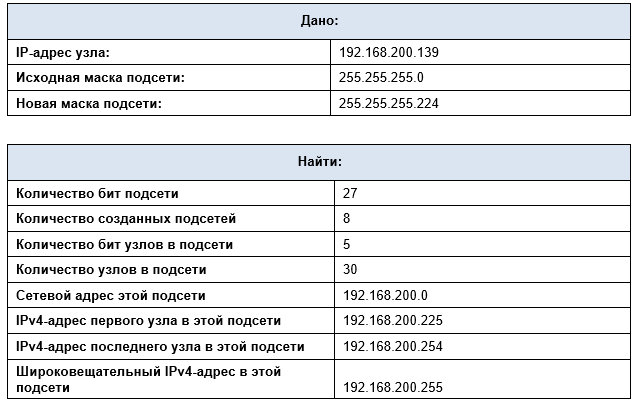 Дано:
IP-адрес узла: 192.168.200.139
Исходная маска подсети: 255.255.255.0
Новая маска подсети: 255.255.255.224
Найти:
Количество бит подсети 27
Количество созданных подсетей 8
Количество бит узлов в подсети 5
Количество узлов в подсети 30
Сетевой адрес этой подсети 192.168.200.0
IPv4-адрес первого узла в этой подсети 192.168.200.225
IPv4-адрес последнего узла в этой подсети 192.168.200.254
Широковещательный IPv4-адрес в этой
подсети 192.168.200.255